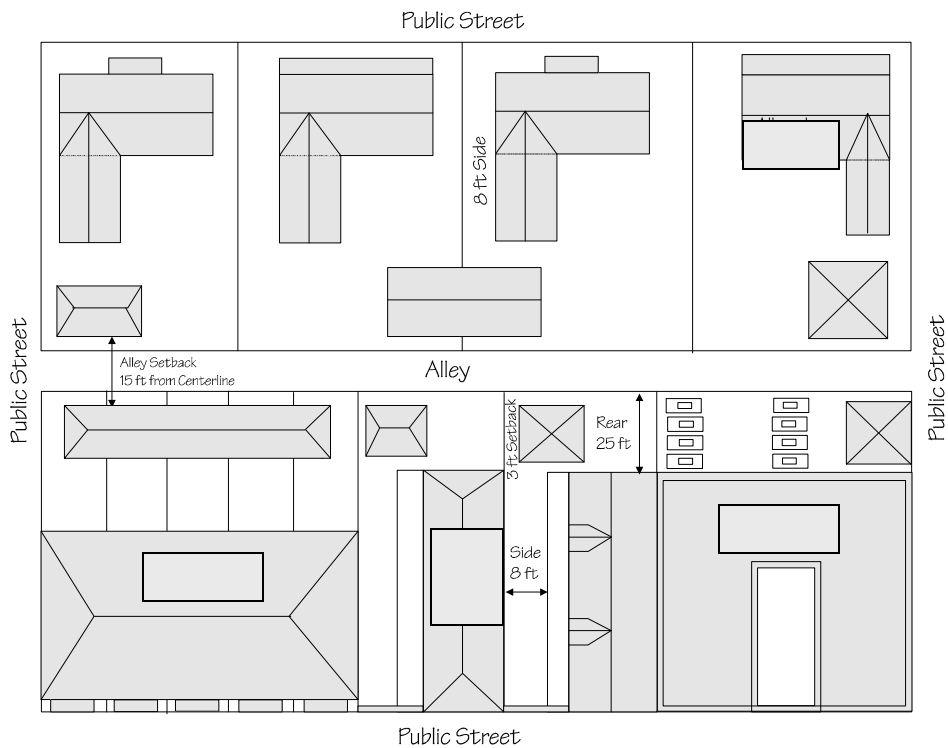 Public Street
8 ft Side
Public Street
Alley Setback
15 ft from Centerline
Alley
Public Street
3 ft Setback
Rear
25 ft
Side
8 ft
Public Street